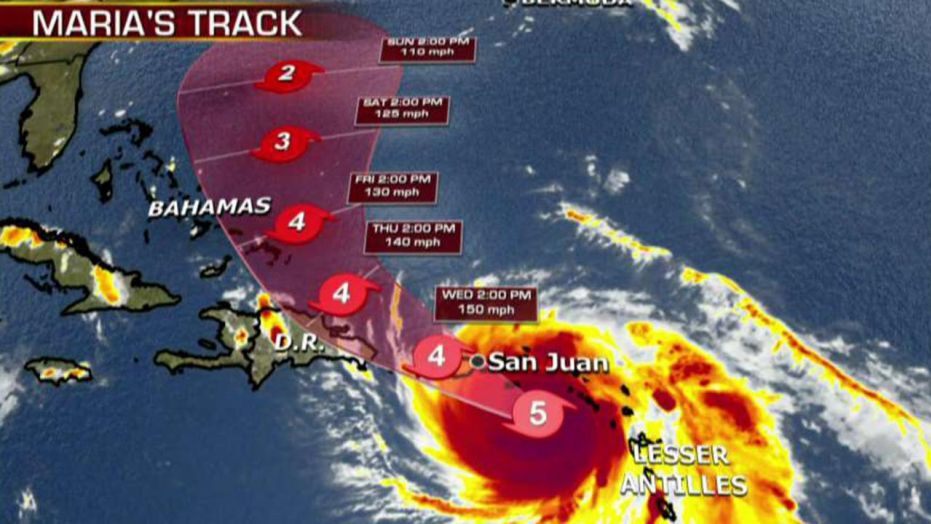 MARIA'S TRACK
BERMUDA
SUN 2:00 PM
110 mph
2
SAT 2:00 PM
125 mph
3
FRI 2:00 PM
130 mph
BAHAMAS
4
THU 2:00 PM
140 mph
4
WED 2:00 PM
150 mph
D.R.
4
San Juan
5
LESSER
ANTILLES